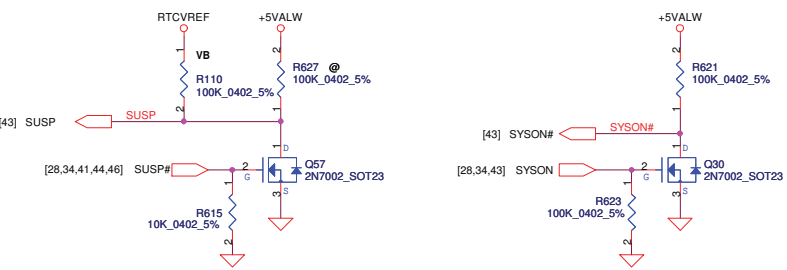 RTCVREF
+5VALW
1
VB
R110
100K_0402_5%
2
2
R627 @
100K_0402_5%
1
[43] SUSP
SUSP
[28,34,41,44,46] SUSP#
2
G
1
D
Q57
2N7002_SOT23
3
S
1
R615
10K_0402_5%
2
+5VALW
2
R621
100K_0402_5%
1
[43] SYSON#
SYSON#
[28,34,43] SYSON
2
G
1
D
Q30
2N7002_SOT23
3
S
1
R623
100K_0402_5%
2